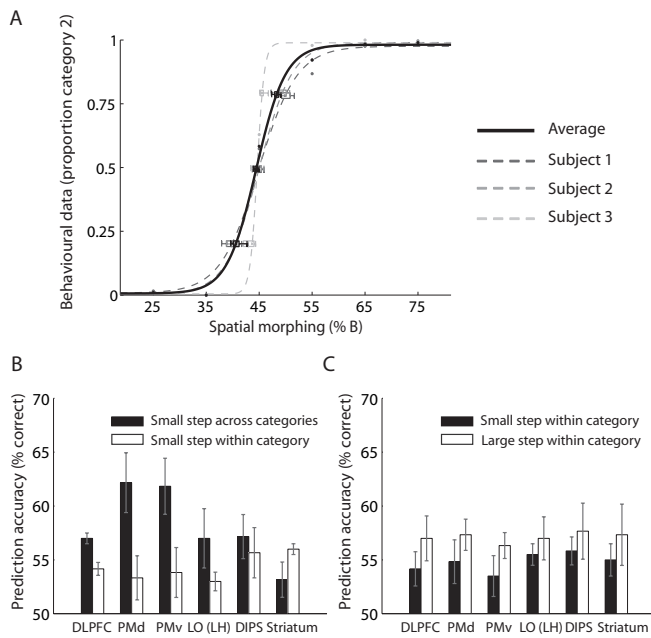 A
Behavioural data (proportion category 2)
1
0.75
0.5
0.25
0
25 35 45 55 65 75
Spatial morphing (% B)
Average
Subject 1
Subject 2
Subject 3
B
Prediction accuracy (% correct)
70
65
60
55
50
Small step across categories
Small step within category
DLPFC PMd PMv LO (LH) DIPS Striatum
C
Prediction accuracy (% correct)
70
65
60
55
50
Small step within category
Large step within category
DLPFC PMd PMv LO (LH) DIPS Striatum